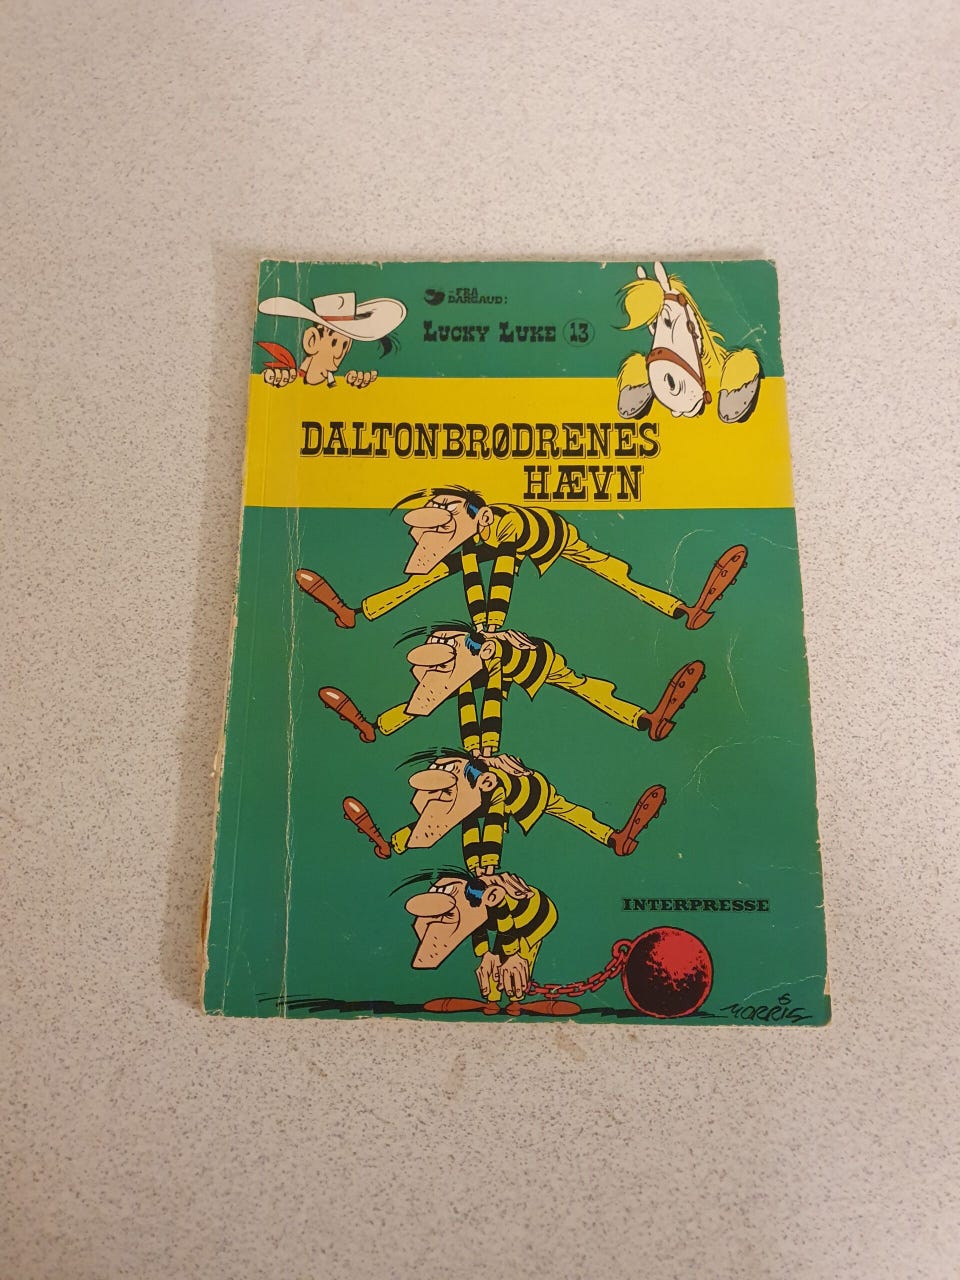 -FRA
DARGAUD:
LUCKY LUKE 13
DALTONBRØDRENES
HÆVN
INTERPRESSE
MORRIS